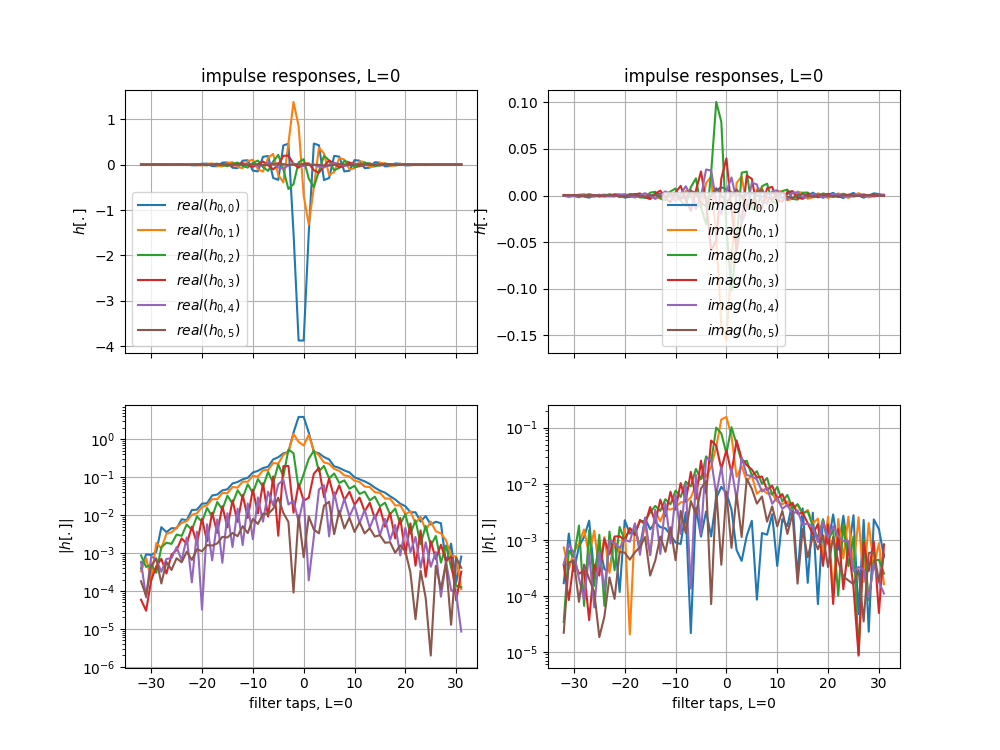 impulse responses, L=0
1
0
−1
−2
−3
−4
h[.]
real(h0,0)
real(h0,1)
real(h0,2)
real(h0,3)
real(h0,4)
real(h0,5)
impulse responses, L=0
0.10
0.05
0.00
−0.05
−0.10
−0.15
h[.]
imag(h0,0)
imag(h0,1)
imag(h0,2)
imag(h0,3)
imag(h0,4)
imag(h0,5)
10^0
10^−1
10^−2
10^−3
10^−4
10^−5
10^−6
|h[.]|
−30 −20 −10 0 10 20 30
filter taps, L=0
10^−1
10^−2
10^−3
10^−4
10^−5
|h[.]|
−30 −20 −10 0 10 20 30
filter taps, L=0